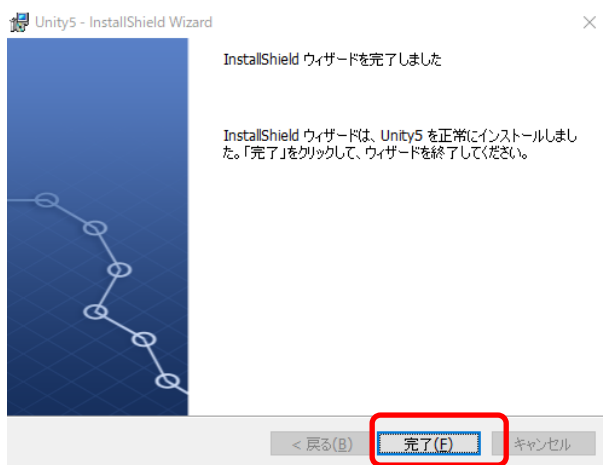 Unity5 - InstallShield Wizard
InstallShield ウィザードを完了しました
InstallShield ウィザードは、Unity5 を正常にインストールしまし
た。「完了」をクリックして、ウィザードを終了してください。
< 戻る(B) 完了(F) キャンセル